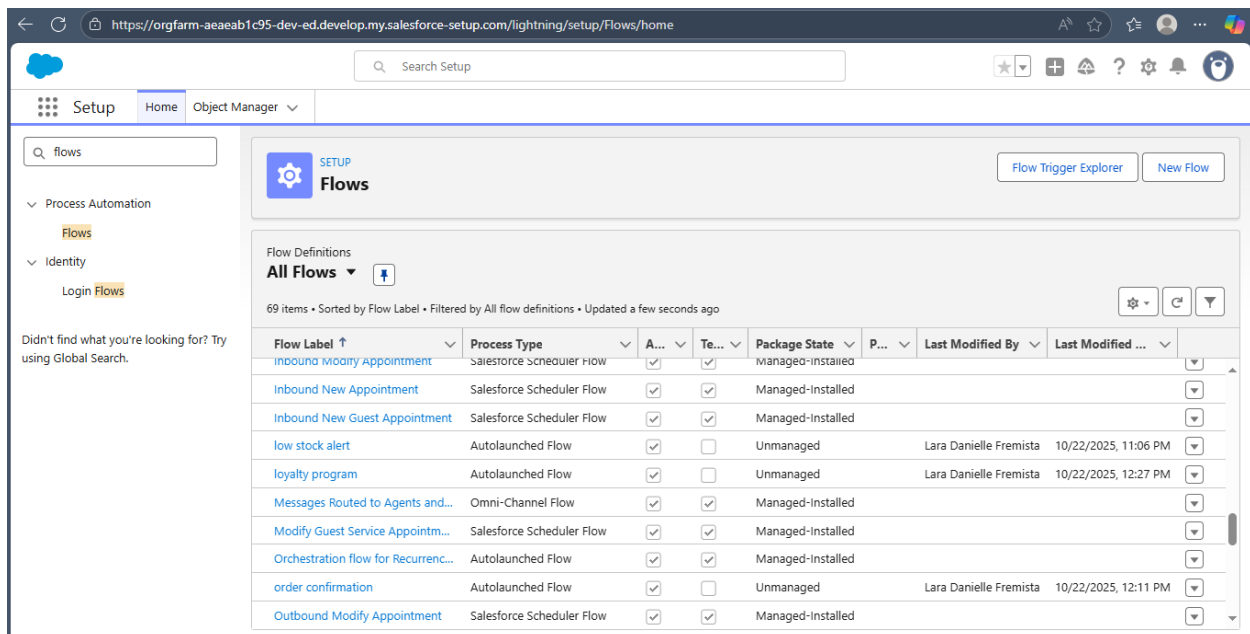 https://orgfarm-aeaeab1c95-dev-ed.develop.my.salesforce-setup.com/lightning/setup/Flows/home
Search Setup
Setup Home Object Manager
flows
Process Automation
Flows
Identity
Login Flows
Didn't find what you're looking for? Try
using Global Search.
SETUP
Flows
Flow Trigger Explorer New Flow
Flow Definitions
All Flows
69 items • Sorted by Flow Label • Filtered by All flow definitions • Updated a few seconds ago
Flow Label Process Type A... Te... Package State P... Last Modified By Last Modified ...
Inbound Modify Appointment Salesforce Scheduler Flow Managed-Installed
Inbound New Appointment Salesforce Scheduler Flow Managed-Installed
Inbound New Guest Appointment Salesforce Scheduler Flow Managed-Installed
low stock alert Autolaunched Flow Unmanaged Lara Danielle Fremista 10/22/2025, 11:06 PM
loyalty program Autolaunched Flow Unmanaged Lara Danielle Fremista 10/22/2025, 12:27 PM
Messages Routed to Agents and... Omni-Channel Flow Managed-Installed
Modify Guest Service Appointm... Salesforce Scheduler Flow Managed-Installed
Orchestration flow for Recurrenc... Autolaunched Flow Managed-Installed
order confirmation Autolaunched Flow Unmanaged Lara Danielle Fremista 10/22/2025, 12:11 PM
Outbound Modify Appointment Salesforce Scheduler Flow Managed-Installed